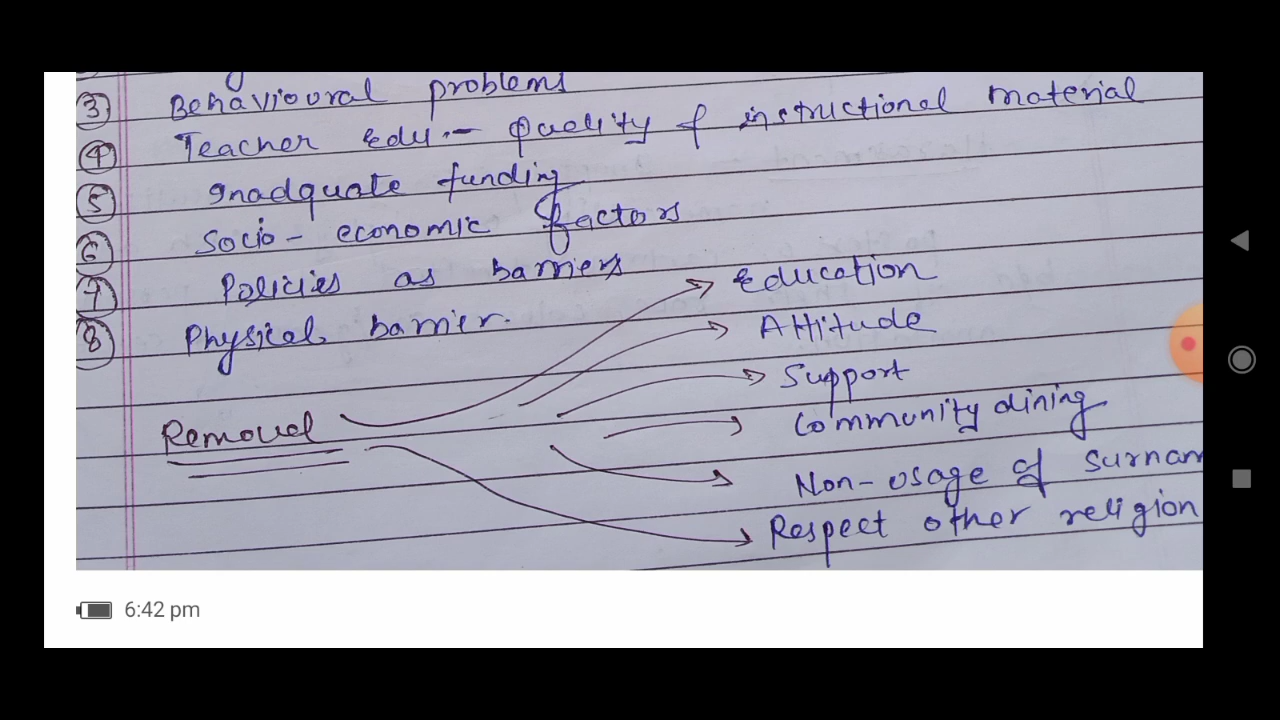 ③ Behavioural problems
④ Teacher Edu :- quality of instructional material
⑤ Inadquate funding
⑥ Socio - economic factors
⑦ Policies as barriers
⑧ Physical barrier.
Education
Attitude
Support
Removal
Community dining
Non-usage of Surnam
Respect other religion
6:42 pm